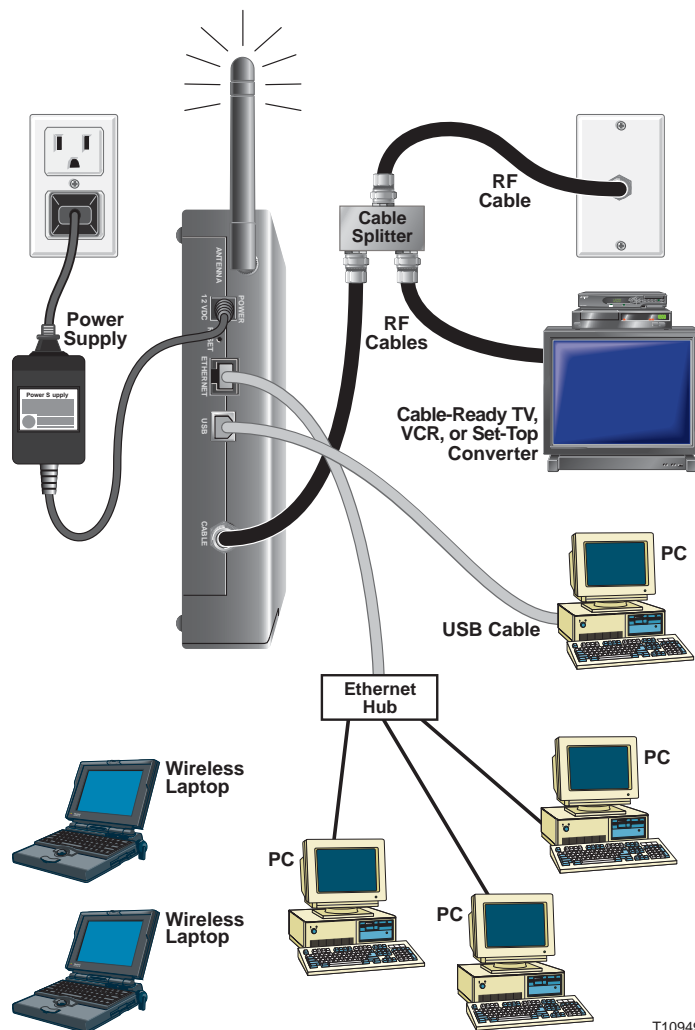 RF
Cable
Cable
Splitter
ANTENNA
POWER
12 VDC
ETHERNET
USB
CABLE
Power
Supply
Power S upply
RF
Cables
Cable-Ready TV,
VCR, or Set-Top
Converter
PC
USB Cable
Ethernet
Hub
Wireless
Laptop
PC
PC
Wireless
Laptop
PC